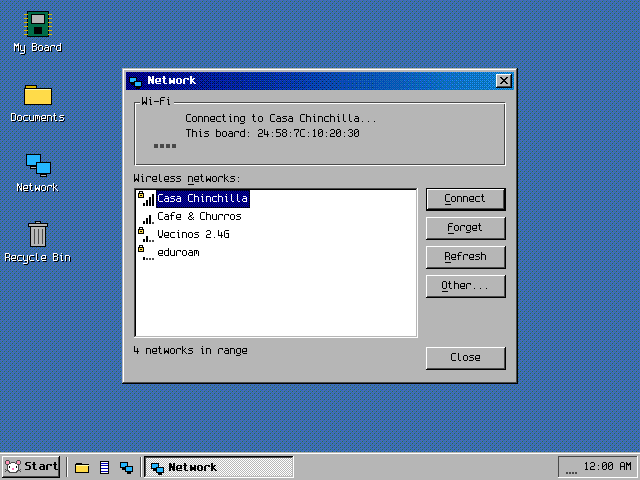 My Board
Documents
Network
Recycle Bin
Network
Wi-Fi
Connecting to Casa Chinchilla...
This board: 24:58:7C:10:20:30
Wireless networks:
Casa Chinchilla
Cafe & Churros
Vecinos 2.4G
eduroam
Connect
Forget
Refresh
Other...
4 networks in range
Close
Start
Network
12:00 AM